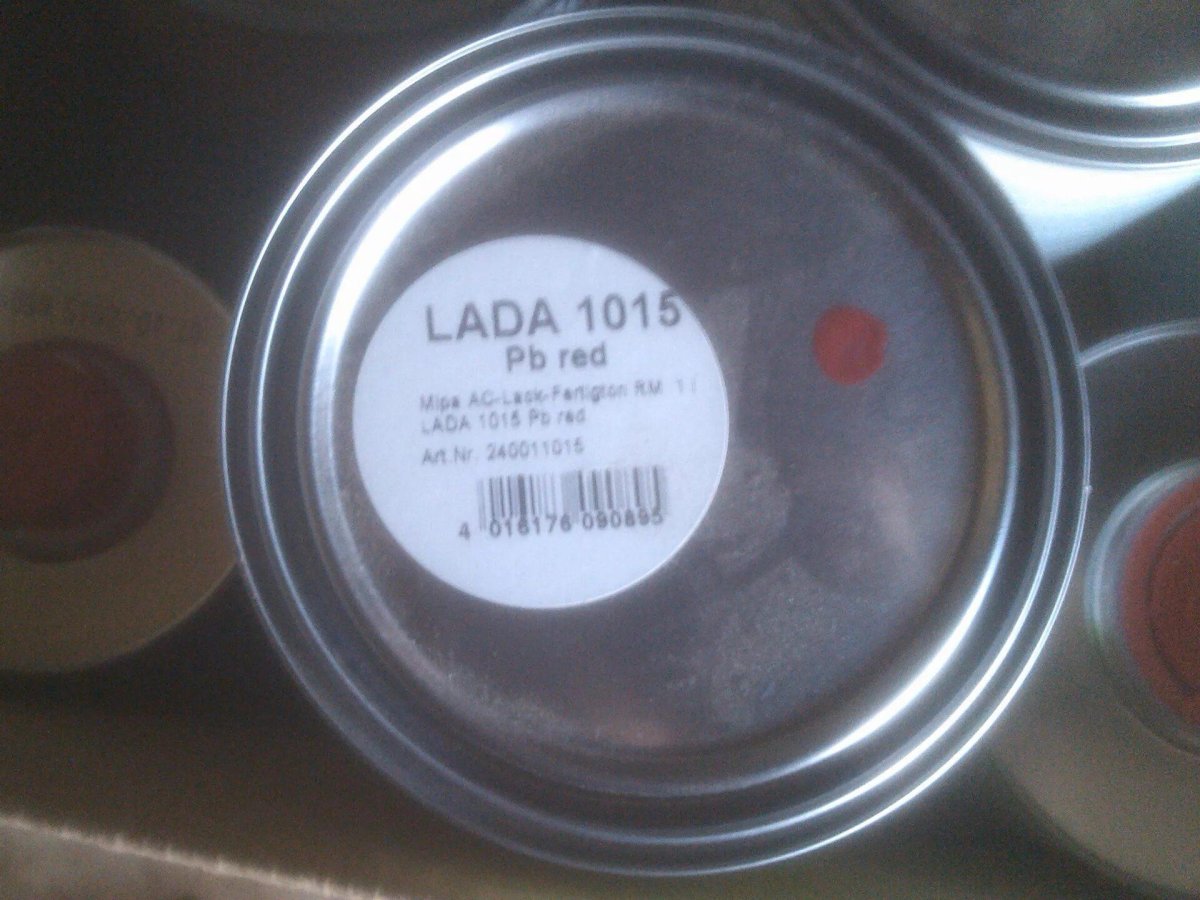 LADA 1015
Pb red
Mipa AC-Lack-Fertigton RM 1 l
LADA 1015 Pb red
Art.Nr. 240011015
4 016176 090895